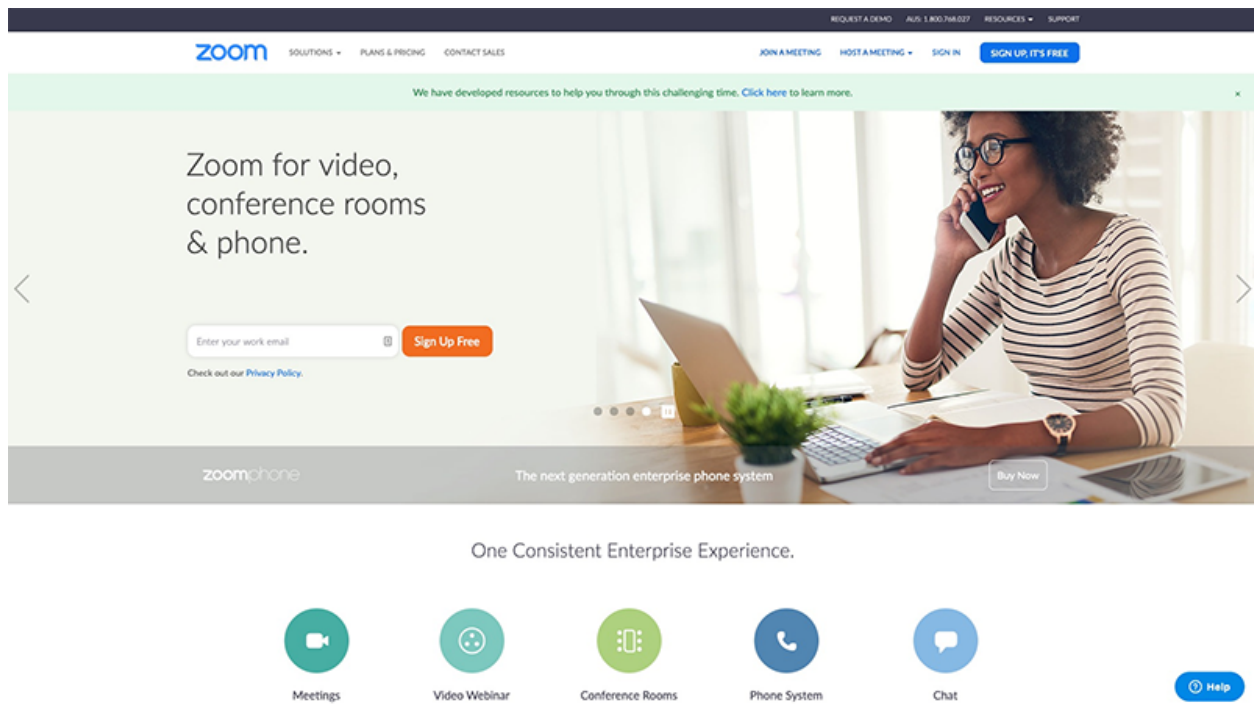 REQUEST A DEMO AUS: 1.800.768.027 RESOURCES SUPPORT
zoom SOLUTIONS PLANS & PRICING CONTACT SALES JOIN A MEETING HOST A MEETING SIGN IN SIGN UP, IT'S FREE
We have developed resources to help you through this challenging time. Click here to learn more.
Zoom for video,
conference rooms
& phone.
Enter your work email Sign Up Free
Check out our Privacy Policy.
zoomphone The next generation enterprise phone system Buy Now
One Consistent Enterprise Experience.
Meetings Video Webinar Conference Rooms Phone System Chat
Help